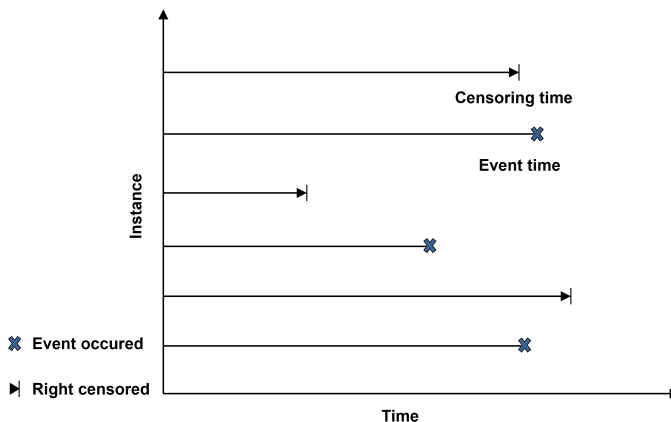 Censoring time
Event time
Instance
Event occured
Right censored
Time